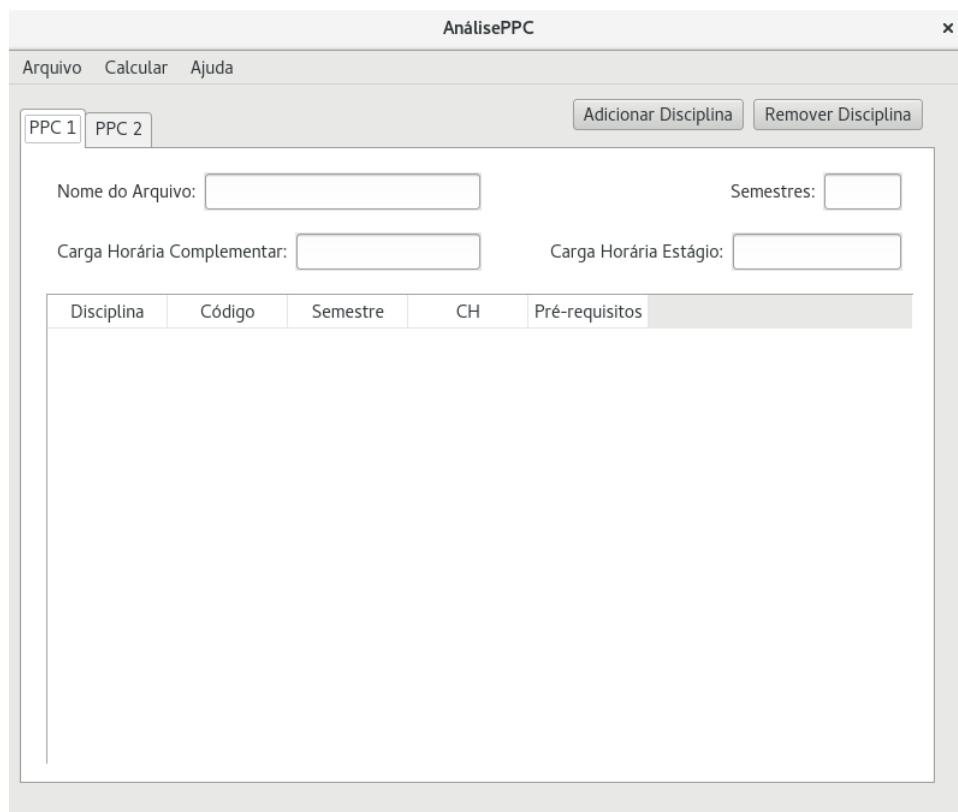 AnálisePPC ×
Arquivo Calcular Ajuda
PPC 1 PPC 2 Adicionar Disciplina Remover Disciplina
Nome do Arquivo: Semestres:
Carga Horária Complementar: Carga Horária Estágio:
Disciplina Código Semestre CH Pré-requisitos